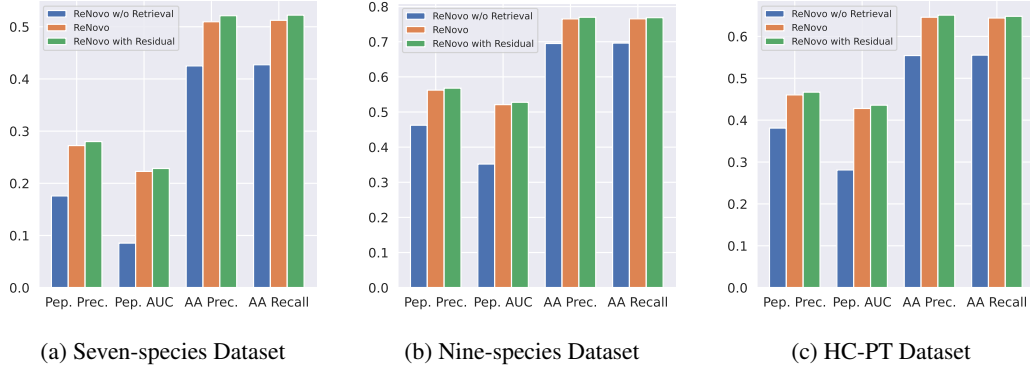 ReNovo w/o Retrieval
ReNovo
ReNovo with Residual
0.5
0.4
0.3
0.2
0.1
0.0
Pep. Prec. Pep. AUC AA Prec. AA Recall
(a) Seven-species Dataset
ReNovo w/o Retrieval
ReNovo
ReNovo with Residual
0.8
0.7
0.6
0.5
0.4
0.3
0.2
0.1
0.0
Pep. Prec. Pep. AUC AA Prec. AA Recall
(b) Nine-species Dataset
ReNovo w/o Retrieval
ReNovo
ReNovo with Residual
0.6
0.5
0.4
0.3
0.2
0.1
0.0
Pep. Prec. Pep. AUC AA Prec. AA Recall
(c) HC-PT Dataset